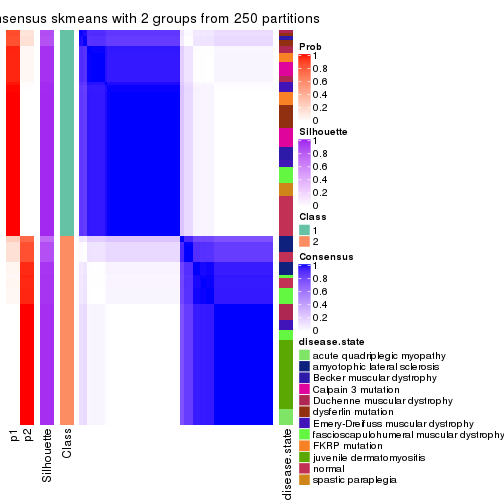 nsensus skmeans with 2 groups from 250 partitions
Prob
1
0.8
0.6
0.4
0.2
0
Silhouette
1
0.8
0.6
0.4
0.2
0
Class
1
2
Consensus
1
0.8
0.6
0.4
0.2
0
disease.state
acute quadriplegic myopathy
amyotophic lateral sclerosis
Becker muscular dystrophy
Calpain 3 mutation
Duchenne muscular dystrophy
dysferlin mutation
Emery-Dreifuss muscular dystrophy
fascioscapulohumeral muscular dystrophy
FKRP mutation
juvenile dermatomyositis
normal
spastic paraplegia
p1
p2
Silhouette
Class
disease.state